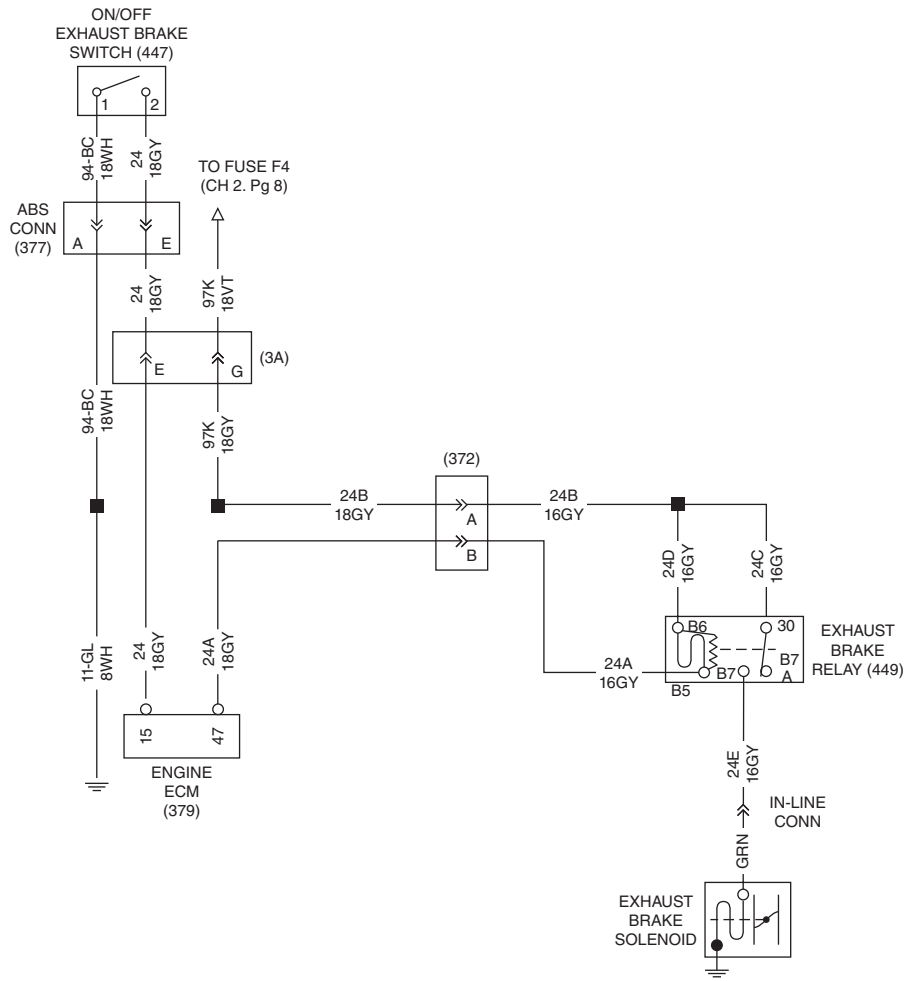 ON/OFF
EXHAUST BRAKE
SWITCH (447)
1
2
94-BC
18WH
24
18GY
TO FUSE F4
(CH 2. Pg 8)
ABS
CONN
(377)
A
E
24
18GY
97K
18VT
E
G
(3A)
94-BC
18WH
97K
18GY
(372)
24B
18GY
A
24B
16GY
B
24D
16GY
24C
16GY
11-GL
8WH
24
18GY
24A
18GY
24A
16GY
B6
30
B7
A
B7
B5
EXHAUST
BRAKE
RELAY (449)
15
47
ENGINE
ECM
(379)
24E
16GY
IN-LINE
CONN
GRN
EXHAUST
BRAKE
SOLENOID